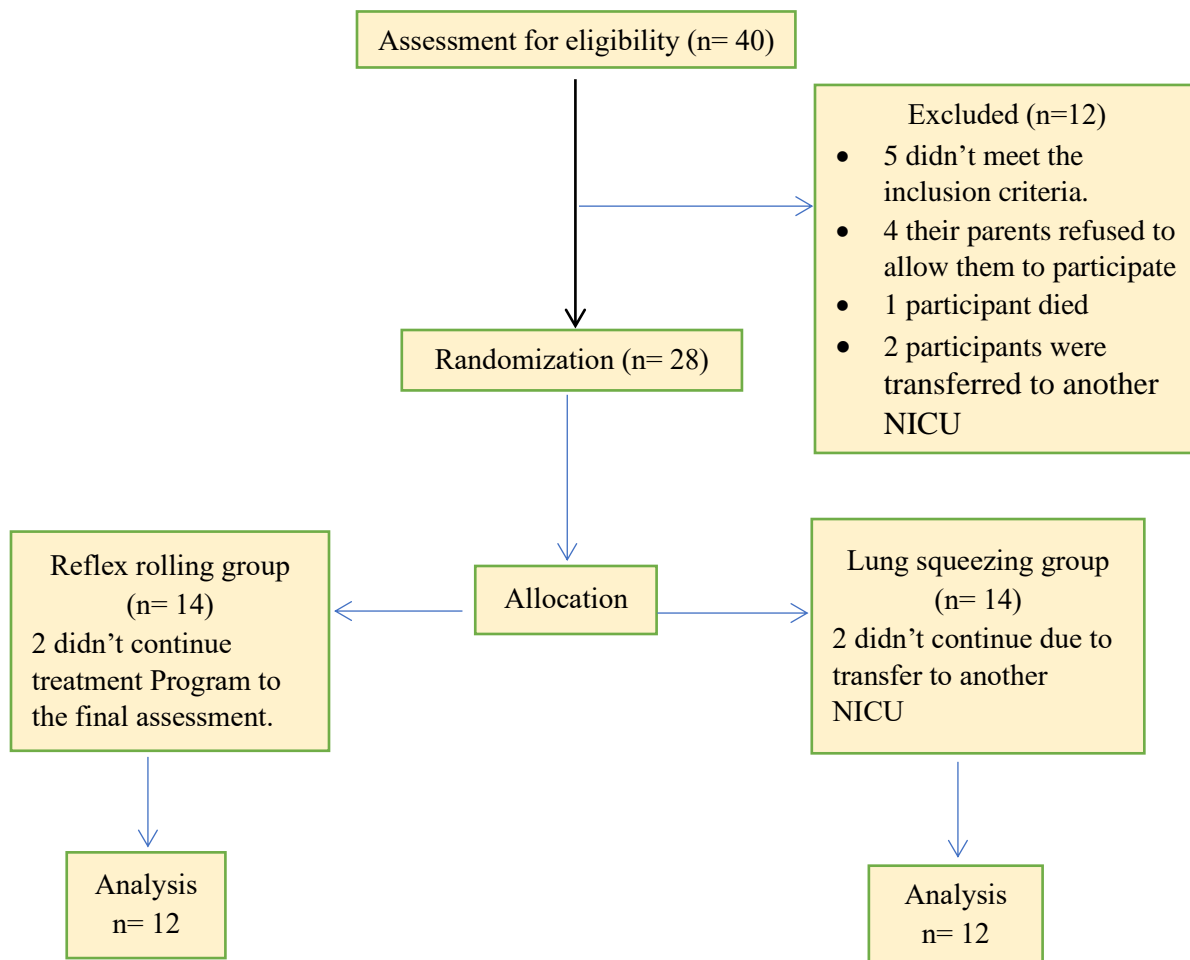 Assessment for eligibility (n= 40)
Excluded (n=12)
• 5 didn’t meet the
inclusion criteria.
• 4 their parents refused to
allow them to participate
• 1 participant died
• 2 participants were
transferred to another
NICU
Randomization (n= 28)
Allocation
Reflex rolling group
(n= 14)
2 didn’t continue
treatment Program to
the final assessment.
Lung squeezing group
(n= 14)
2 didn’t continue due to
transfer to another
NICU
Analysis
n= 12
Analysis
n= 12